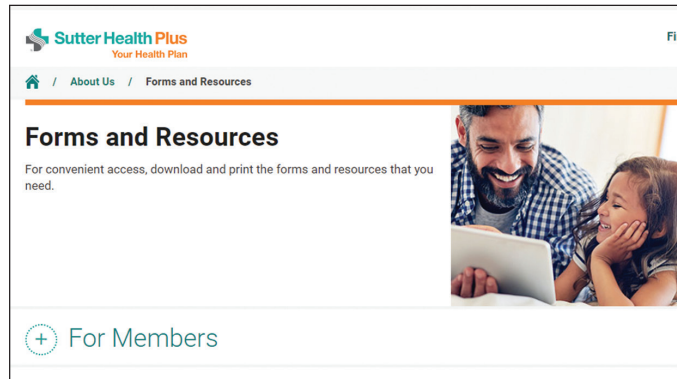 Sutter Health Plus
Your Health Plan
/ About Us / Forms and Resources
Forms and Resources
For convenient access, download and print the forms and resources that you
need.
For Members